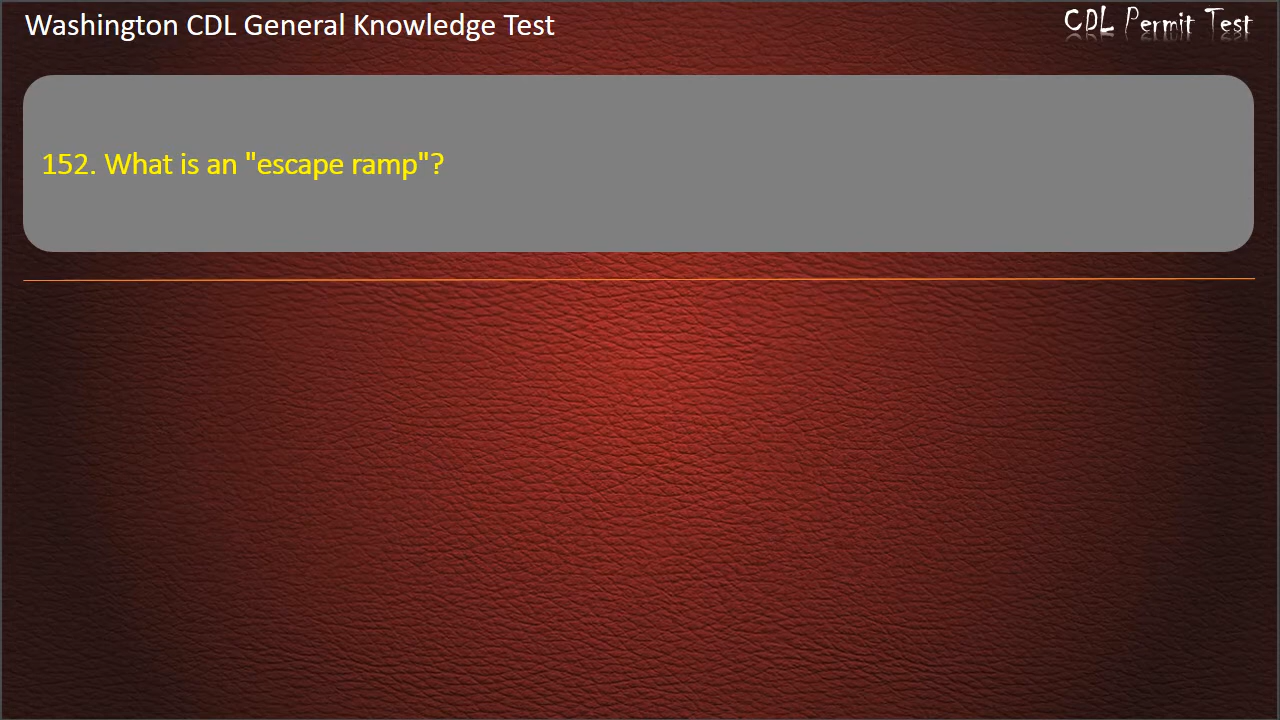 Washington CDL General Knowledge Test
CDL Permit Test
152. What is an "escape ramp"?